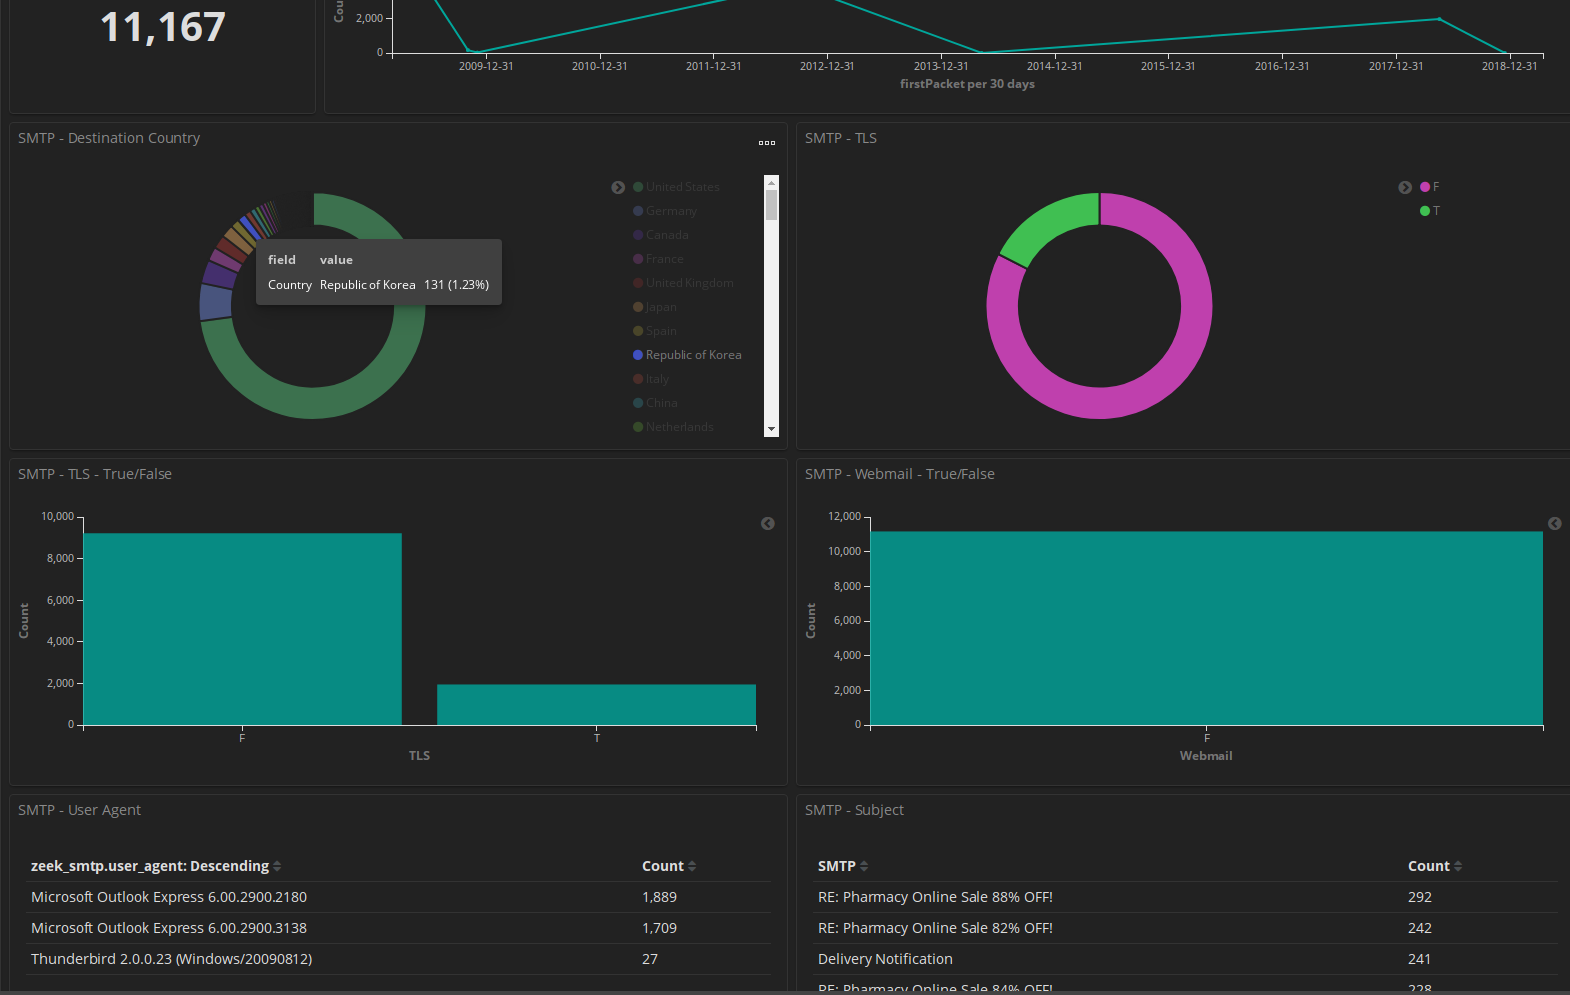 11,167
Cou
2,000
0
2009-12-31 2010-12-31 2011-12-31 2012-12-31 2013-12-31 2014-12-31 2015-12-31 2016-12-31 2017-12-31 2018-12-31
firstPacket per 30 days
SMTP - Destination Country
United States
Germany
Canada
France
United Kingdom
Japan
Spain
Republic of Korea
Italy
China
Netherlands
field value
Country Republic of Korea 131 (1.23%)
SMTP - TLS
F
T
SMTP - TLS - True/False
10,000
8,000
6,000
4,000
2,000
0
Count
F T
TLS
SMTP - Webmail - True/False
12,000
10,000
8,000
6,000
4,000
2,000
0
Count
F
Webmail
SMTP - User Agent
zeek_smtp.user_agent: Descending Count
Microsoft Outlook Express 6.00.2900.2180 1,889
Microsoft Outlook Express 6.00.2900.3138 1,709
Thunderbird 2.0.0.23 (Windows/20090812) 27
SMTP - Subject
SMTP Count
RE: Pharmacy Online Sale 88% OFF! 292
RE: Pharmacy Online Sale 82% OFF! 242
Delivery Notification 241
RE: Pharmacy Online Sale 84% OFF! 228